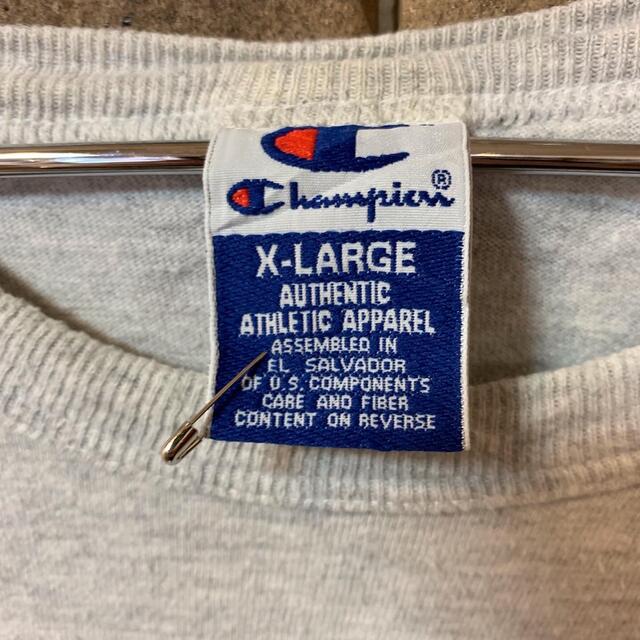 Champion®
X-LARGE
AUTHENTIC
ATHLETIC APPAREL
ASSEMBLED IN
EL SALVADOR
OF U.S. COMPONENTS
CARE AND FIBER
CONTENT ON REVERSE